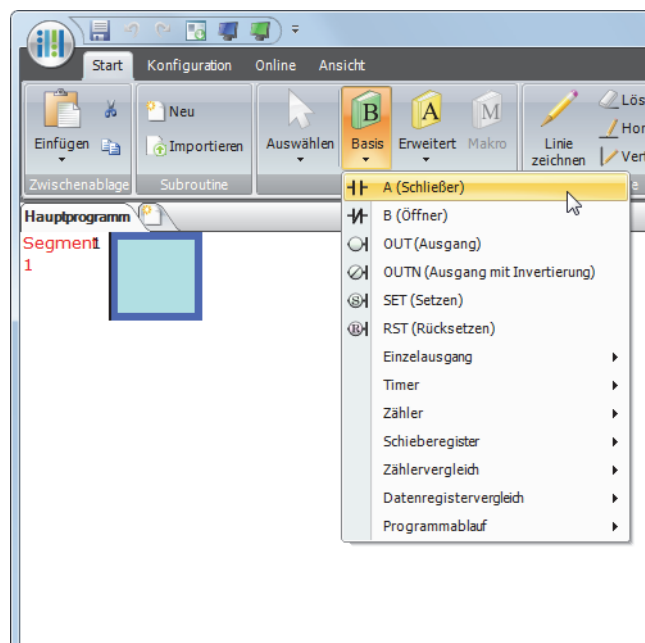 Start Konfiguration Online Ansicht
Einfügen
Neu
Importieren
Auswählen
B
Basis
A
Erweitert
M
Makro
Linie
zeichnen
Lös
Hor
Vert
Zwischenablage
Subroutine
Hauptprogramm
Segment 1
1
A (Schließer)
B (Öffner)
OUT (Ausgang)
OUTN (Ausgang mit Invertierung)
S SET (Setzen)
R RST (Rücksetzen)
Einzelausgang
Timer
Zähler
Schieberegister
Zählervergleich
Datenregistervergleich
Programmablauf